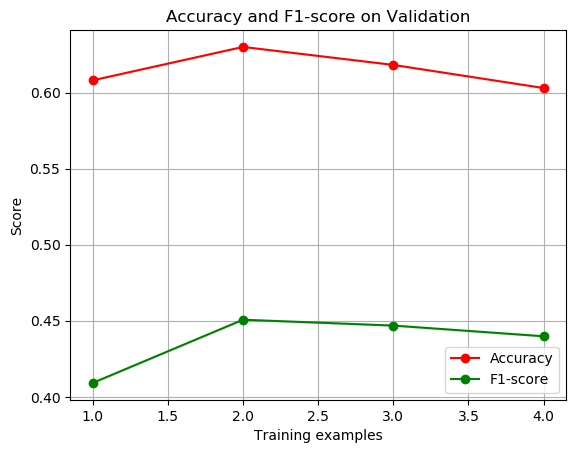 Accuracy and F1-score on Validation
Score
0.60
0.55
0.50
0.45
0.40
Accuracy
F1-score
1.0 1.5 2.0 2.5 3.0 3.5 4.0
Training examples